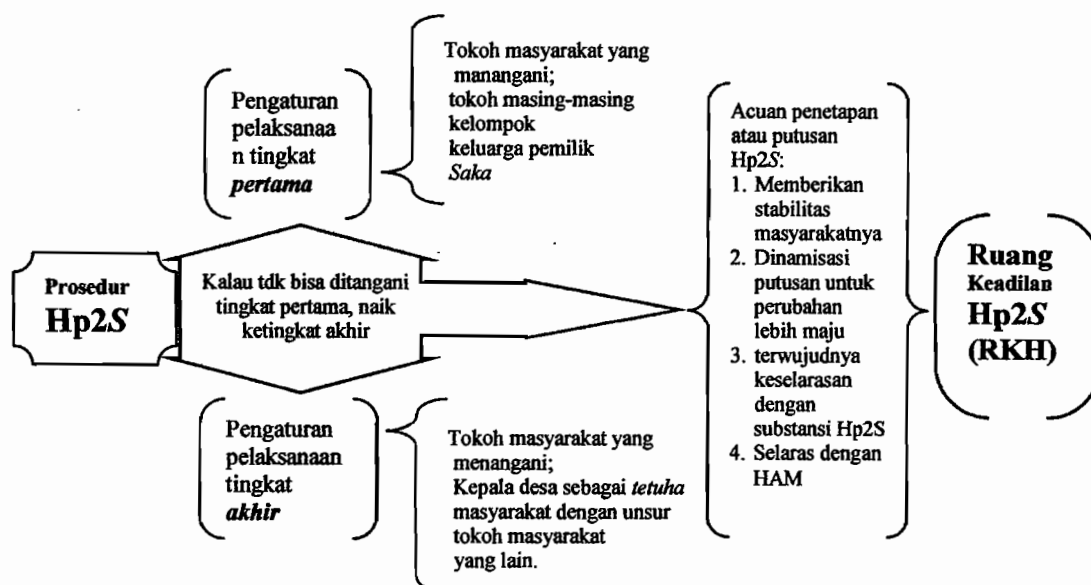 Prosedur
Hp2S
Pengaturan
pelaksanaa
n tingkat
pertama
Tokoh masyarakat yang
manangani;
tokoh masing-masing
kelompok
keluarga pemilik
Saka
Kalau tdk bisa ditangani
tingkat pertama, naik
ketingkat akhir
Pengaturan
pelaksanaan
tingkat
akhir
Tokoh masyarakat yang
menangani;
Kepala desa sebagai tetuha
masyarakat dengan unsur
tokoh masyarakat
yang lain.
Acuan penetapan
atau putusan
Hp2S:
1. Memberikan
stabilitas
masyarakatnya
2. Dinamisasi
putusan untuk
perubahan
lebih maju
3. terwujudnya
keselarasan
dengan
substansi Hp2S
4. Selaras dengan
HAM
Ruang
Keadilan
Hp2S
(RKH)